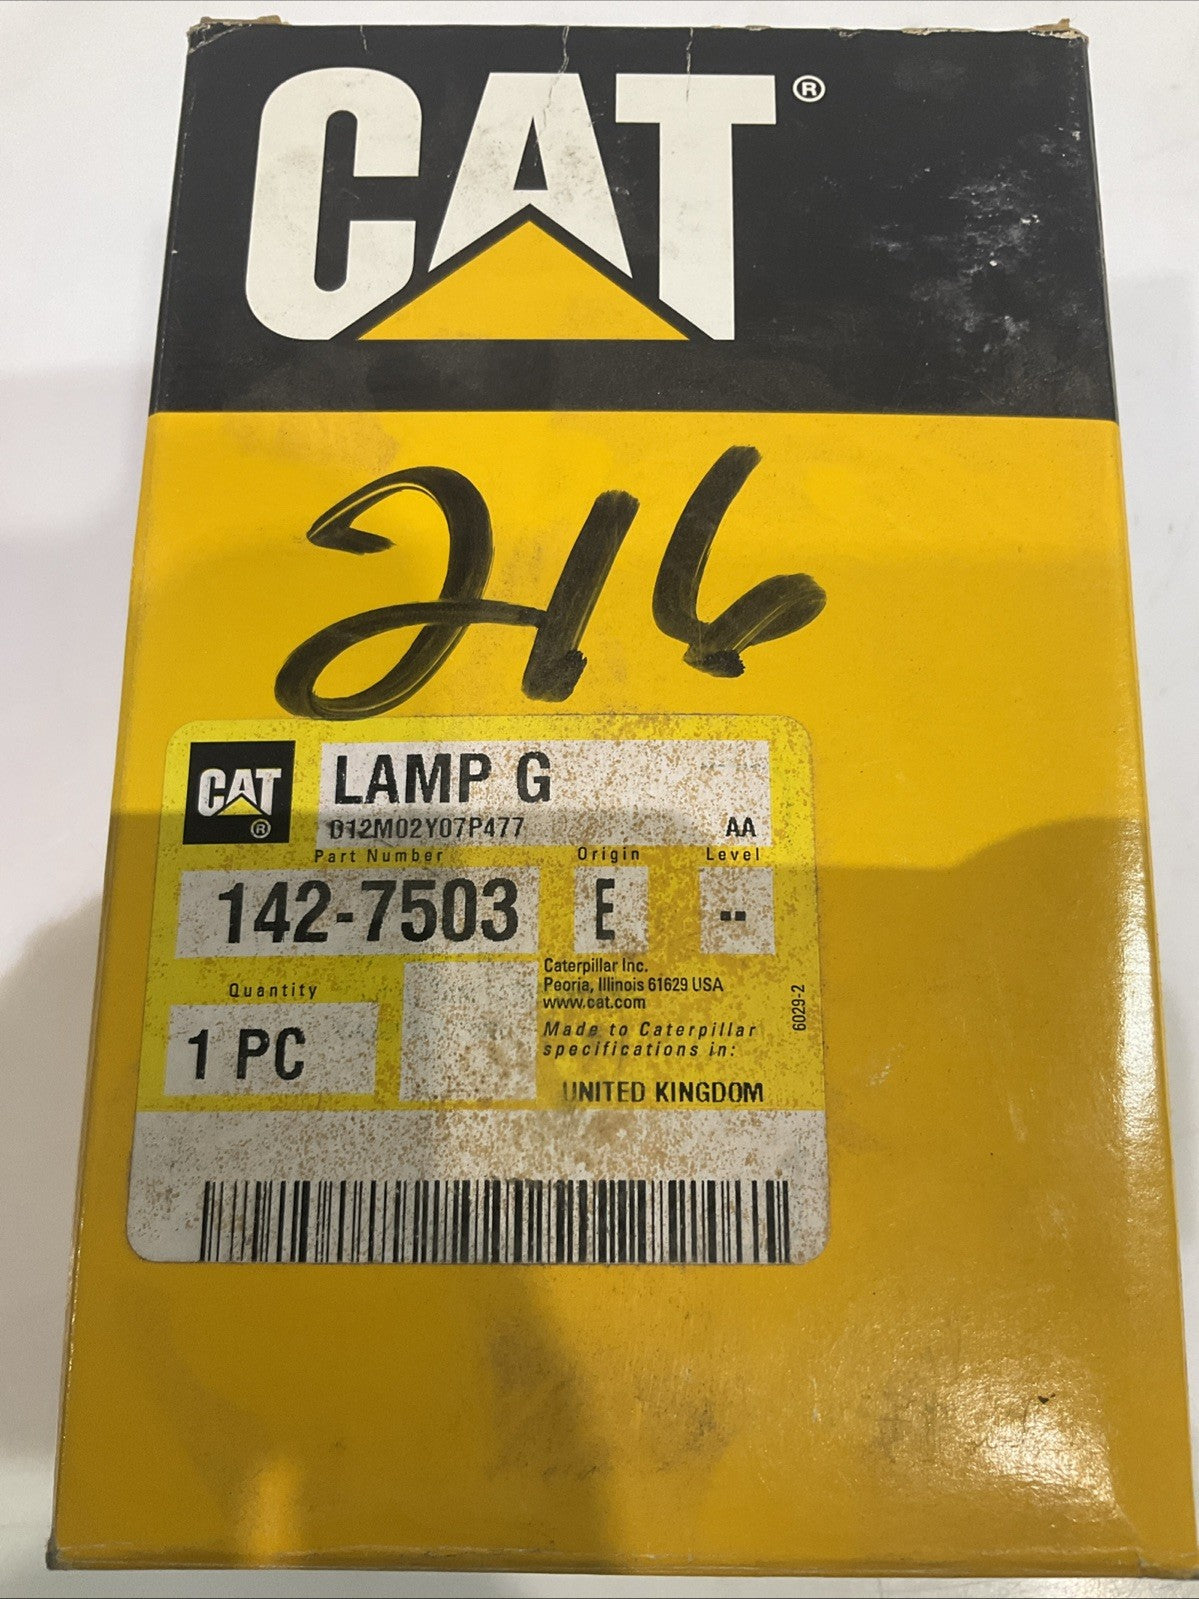 CAT®
216
CAT®
LAMP G
D12M02Y07P477 AA
Part Number Origin Level
142-7503 E --
Caterpillar Inc.
Peoria, Illinois 61629 USA
www.cat.com
Quantity
1 PC
Made to Caterpillar
specifications in:
UNITED KINGDOM
6029-2